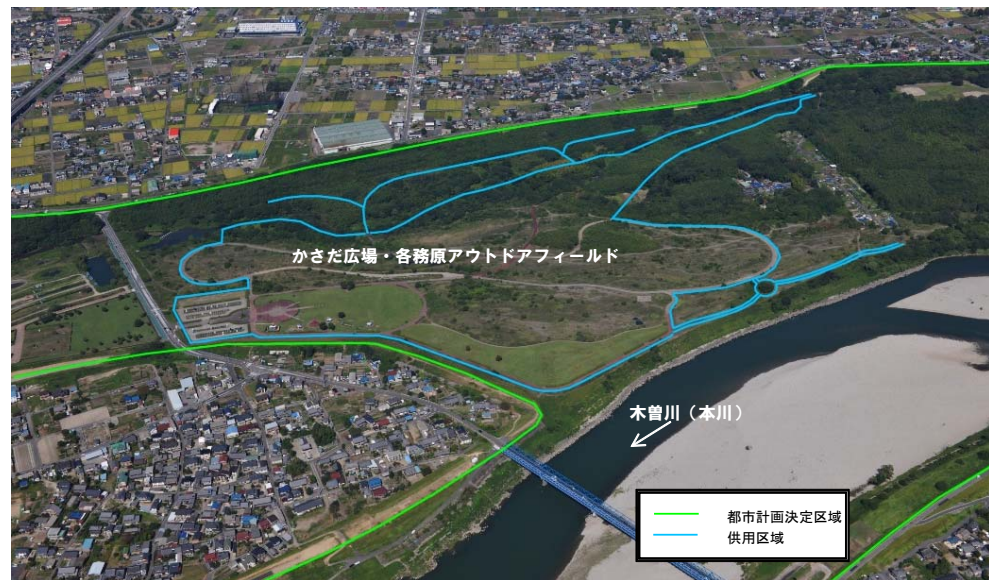 かさだ広場・各務原アウトドアフィールド
木曽川（本川）
都市計画決定区域
供用区域